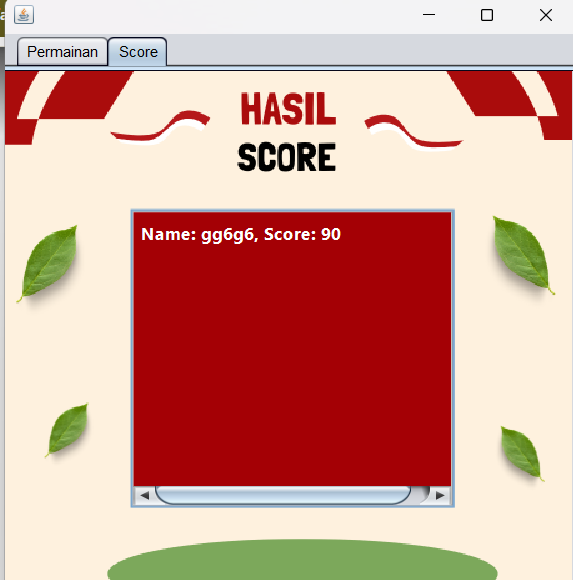 Permainan
Score
HASIL
SCORE
Name: gg6g6, Score: 90